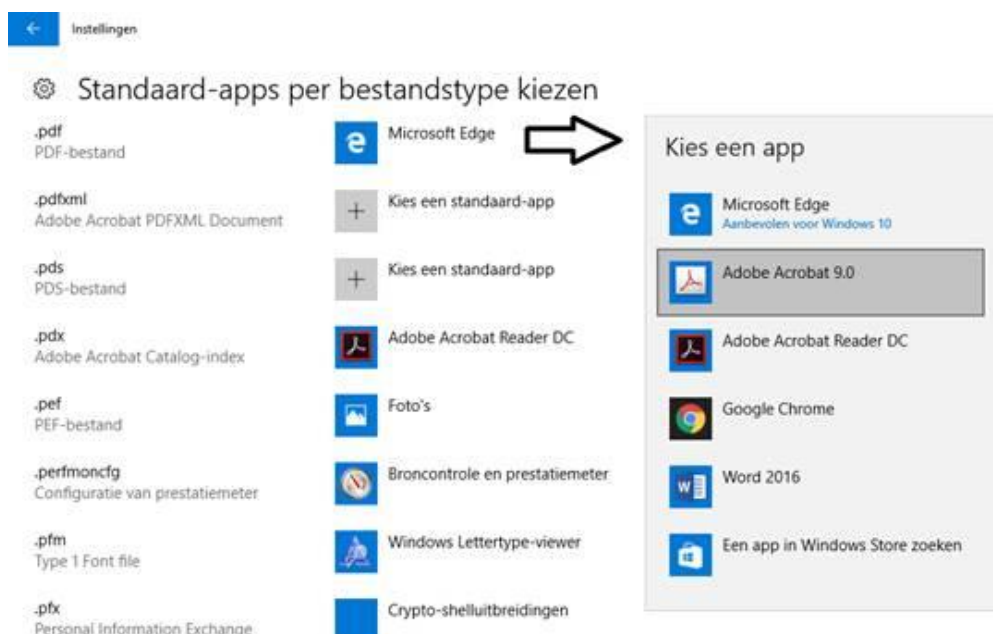 Instellingen
Standaard-apps per bestandstype kiezen
.pdf
PDF-bestand
Microsoft Edge
.pdfxml
Adobe Acrobat PDFXML Document
Kies een standaard-app
.pds
PDS-bestand
Kies een standaard-app
.pdx
Adobe Acrobat Catalog-index
Adobe Acrobat Reader DC
.pef
PEF-bestand
Foto's
.perfmoncfg
Configuratie van prestatiemeter
Broncontrole en prestatiemeter
.pfm
Type 1 Font file
Windows Lettertype-viewer
.pfx
Personal Information Exchange
Crypto-shelluitbreidingen
Kies een app
Microsoft Edge
Aanbevolen voor Windows 10
Adobe Acrobat 9.0
Adobe Acrobat Reader DC
Google Chrome
Word 2016
Een app in Windows Store zoeken